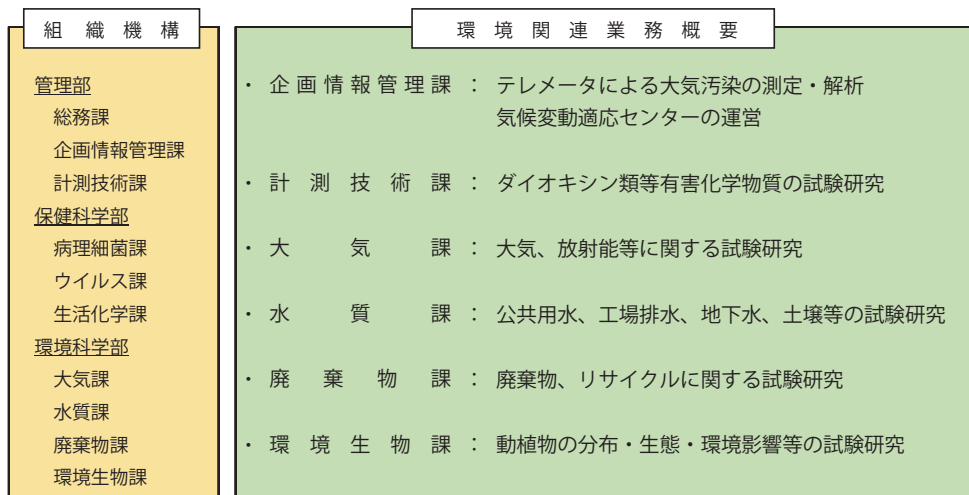 組織機構
管理部
総務課
企画情報管理課
計測技術課
保健科学部
病理細菌課
ウイルス課
生活化学課
環境科学部
大気課
水質課
廃棄物課
環境生物課
環境関連業務概要
・企画情報管理課：テレメータによる大気汚染の測定・解析
気候変動適応センターの運営
・計測技術課：ダイオキシン類等有害化学物質の試験研究
・大気課：大気、放射能等に関する試験研究
・水質課：公共用水、工場排水、地下水、土壌等の試験研究
・廃棄物課：廃棄物、リサイクルに関する試験研究
・環境生物課：動植物の分布・生態・環境影響等の試験研究